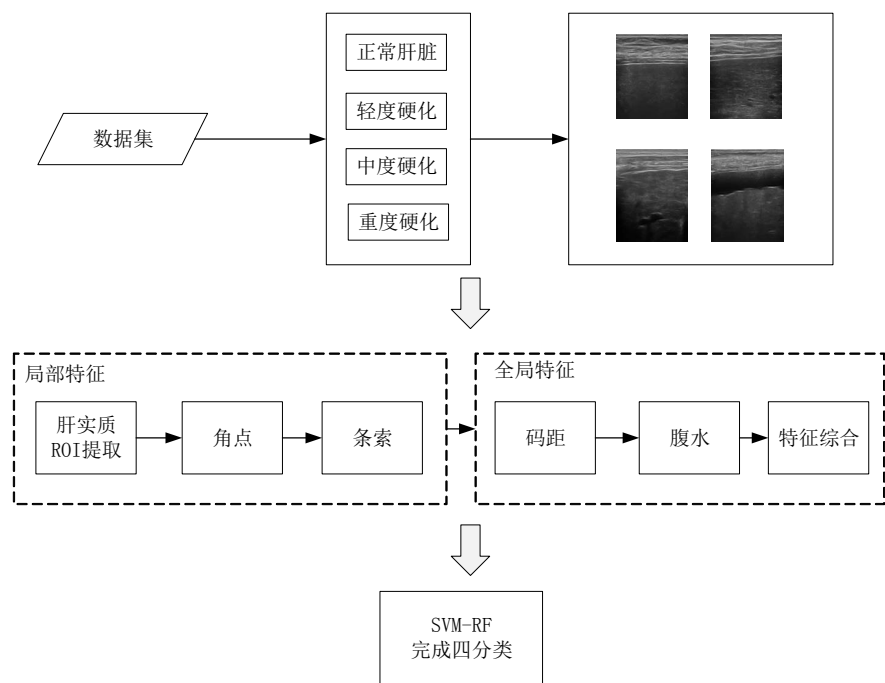 数据集
正常肝脏
轻度硬化
中度硬化
重度硬化
局部特征
肝实质
ROI提取
角点
条索
全局特征
码距
腹水
特征综合
SVM-RF
完成四分类